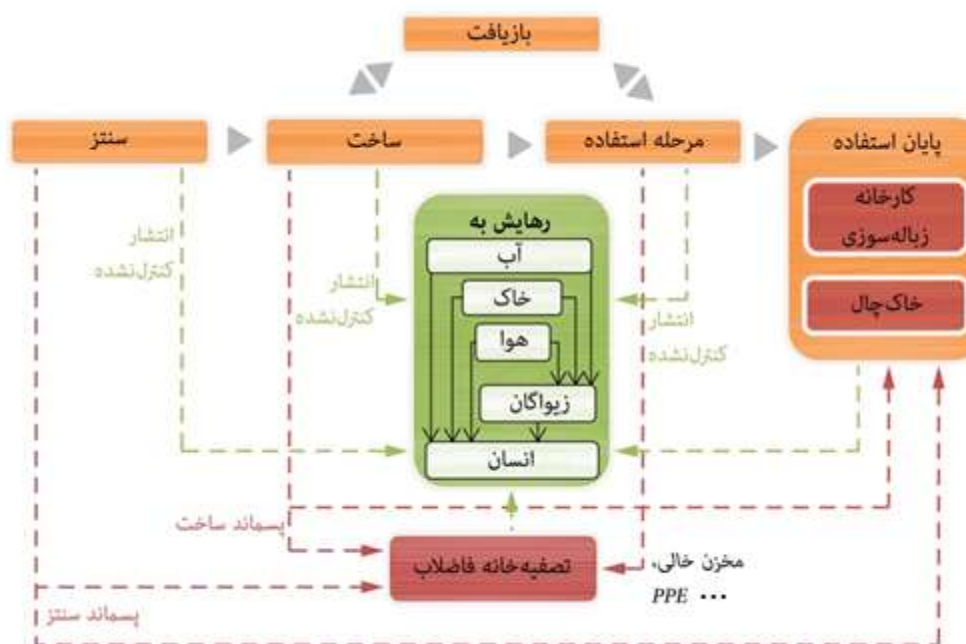 بازیافت
سنتز
ساخت
مرحله استفاده
پایان استفاده
کارخانه
زباله‌سوزی
خاک‌چال
رهایش به
آب
خاک
هوا
زیواگان
انسان
انتشار
کنترل‌نشده
انتشار
کنترل‌نشده
انتشار
کنترل‌نشده
پسماند ساخت
تصفیه‌خانه فاضلاب
مخزن خالی،
PPE ...
پسماند سنتز